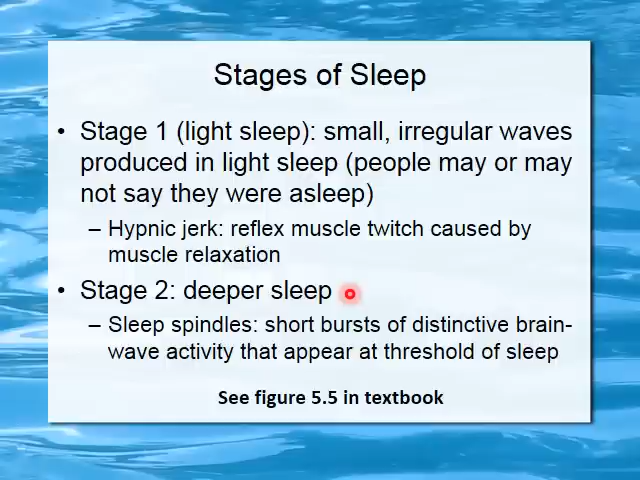 Stages of Sleep
• Stage 1 (light sleep): small, irregular waves
produced in light sleep (people may or may
not say they were asleep)
– Hypnic jerk: reflex muscle twitch caused by
muscle relaxation
• Stage 2: deeper sleep
– Sleep spindles: short bursts of distinctive brain-
wave activity that appear at threshold of sleep
See figure 5.5 in textbook